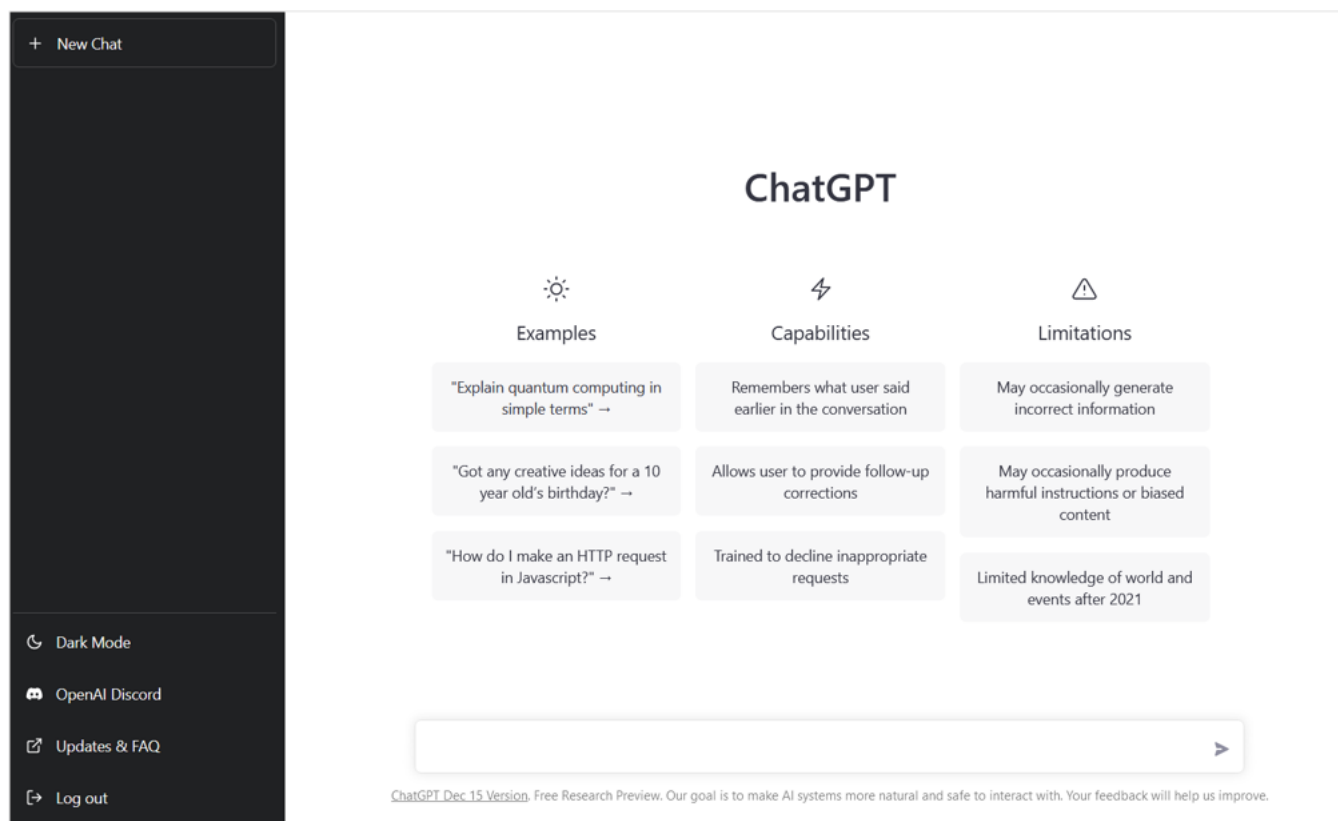 New Chat
ChatGPT
Examples
"Explain quantum computing in
simple terms" →
"Got any creative ideas for a 10
year old's birthday?" →
"How do I make an HTTP request
in Javascript?" →
Capabilities
Remembers what user said
earlier in the conversation
Allows user to provide follow-up
corrections
Trained to decline inappropriate
requests
Limitations
May occasionally generate
incorrect information
May occasionally produce
harmful instructions or biased
content
Limited knowledge of world and
events after 2021
Dark Mode
OpenAI Discord
Updates & FAQ
Log out
ChatGPT Dec 15 Version. Free Research Preview. Our goal is to make AI systems more natural and safe to interact with. Your feedback will help us improve.